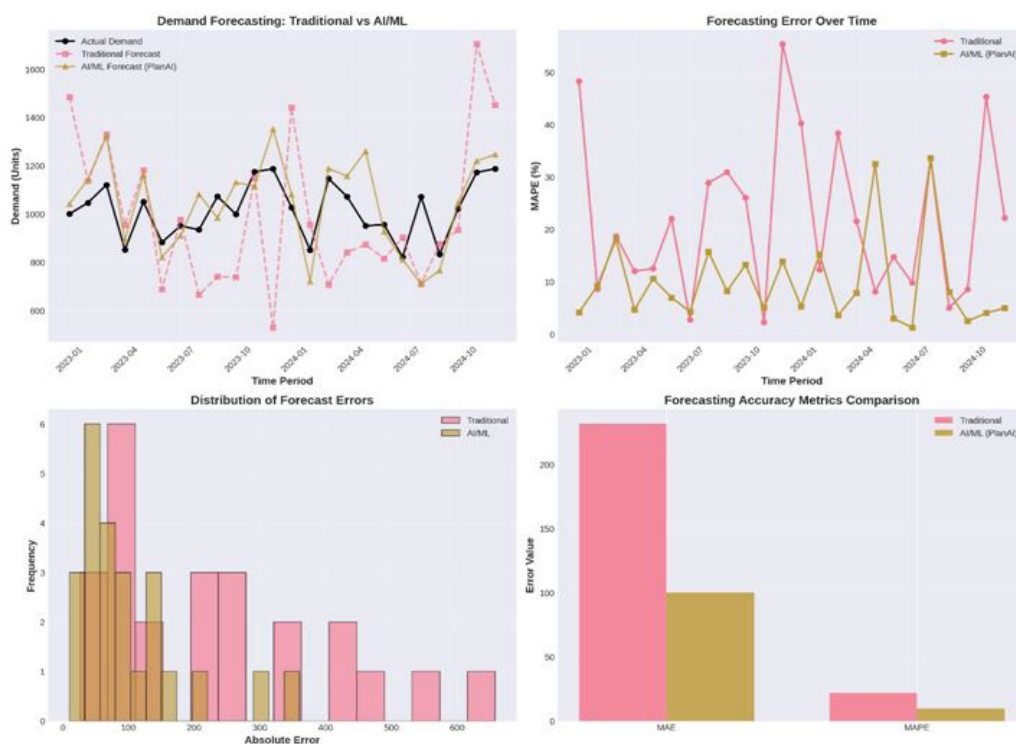 Demand Forecasting: Traditional vs AI/ML
Actual Demand
Traditional Forecast
AI/ML Forecast (PlanAI)
Demand (Units)
1600
1400
1200
1000
800
600
2023-01
2023-04
2023-07
2023-10
2024-01
2024-04
2024-07
2024-10
Time Period
Forecasting Error Over Time
Traditional
AI/ML (PlanAI)
MAPE (%)
50
40
30
20
10
0
2023-01
2023-04
2023-07
2023-10
2024-01
2024-04
2024-07
2024-10
Time Period
Distribution of Forecast Errors
Traditional
AI/ML
Frequency
6
5
4
3
2
1
0
0
100
200
300
400
500
600
Absolute Error
Forecasting Accuracy Metrics Comparison
Traditional
AI/ML (PlanAI)
Error Value
200
150
100
50
0
MAE
MAPE